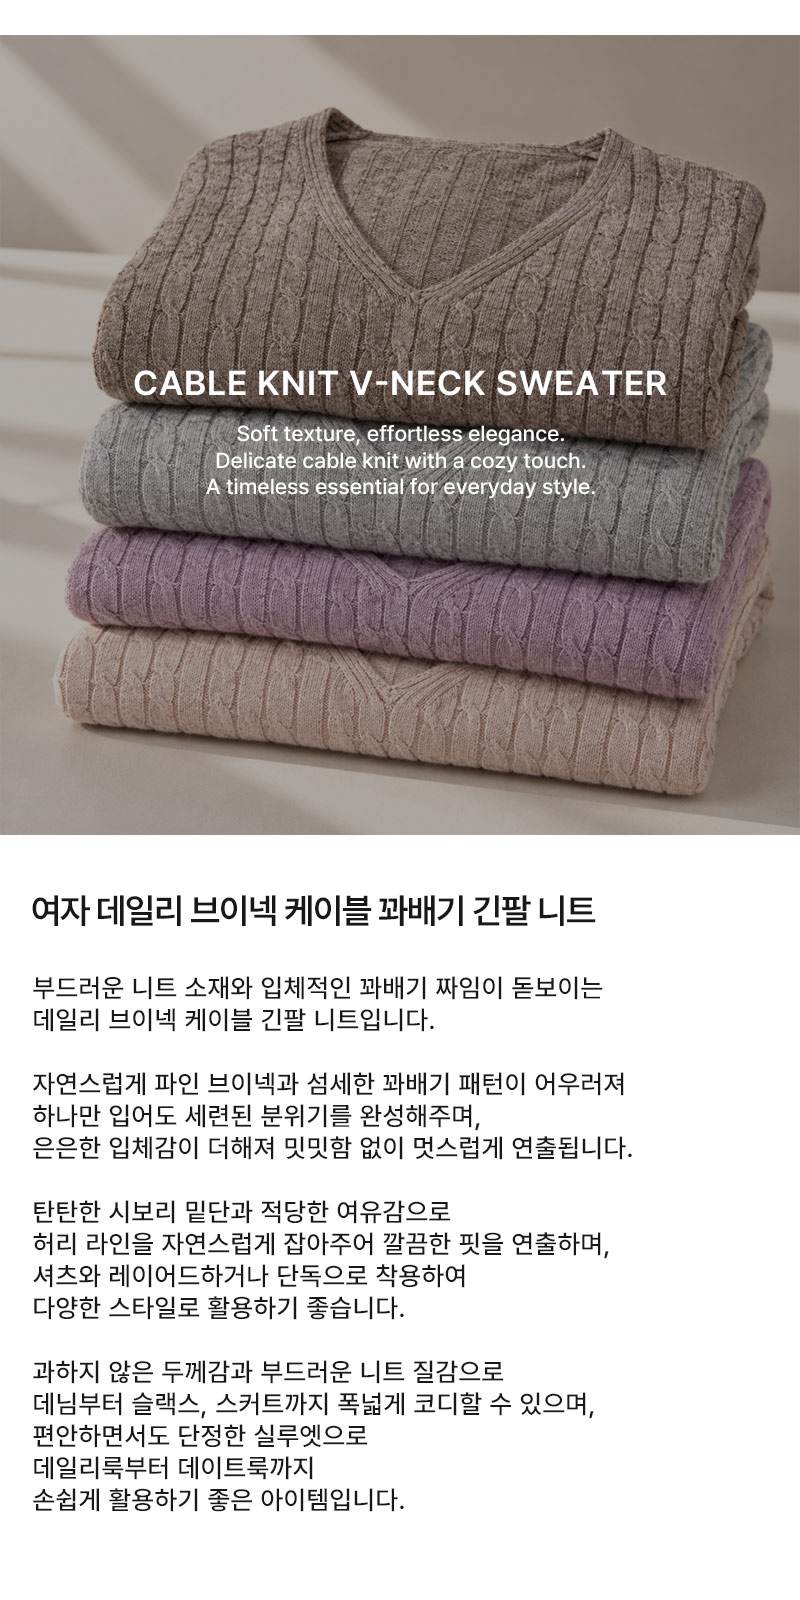 CABLE KNIT V-NECK SWEATER
Soft texture, effortless elegance.
Delicate cable knit with a cozy touch.
A timeless essential for everyday style.
여자 데일리 브이넥 케이블 꽈배기 긴팔 니트
부드러운 니트 소재와 입체적인 꽈배기 짜임이 돋보이는
데일리 브이넥 케이블 긴팔 니트입니다.
자연스럽게 파인 브이넥과 섬세한 꽈배기 패턴이 어우러져
하나만 입어도 세련된 분위기를 완성해주며,
은은한 입체감이 더해져 밋밋함 없이 멋스럽게 연출됩니다.
탄탄한 시보리 밑단과 적당한 여유감으로
허리 라인을 자연스럽게 잡아주어 깔끔한 핏을 연출하며,
셔츠와 레이어드하거나 단독으로 착용하여
다양한 스타일로 활용하기 좋습니다.
과하지 않은 두께감과 부드러운 니트 질감으로
데님부터 슬랙스, 스커트까지 폭넓게 코디할 수 있으며,
편안하면서도 단정한 실루엣으로
데일리룩부터 데이트룩까지
손쉽게 활용하기 좋은 아이템입니다.